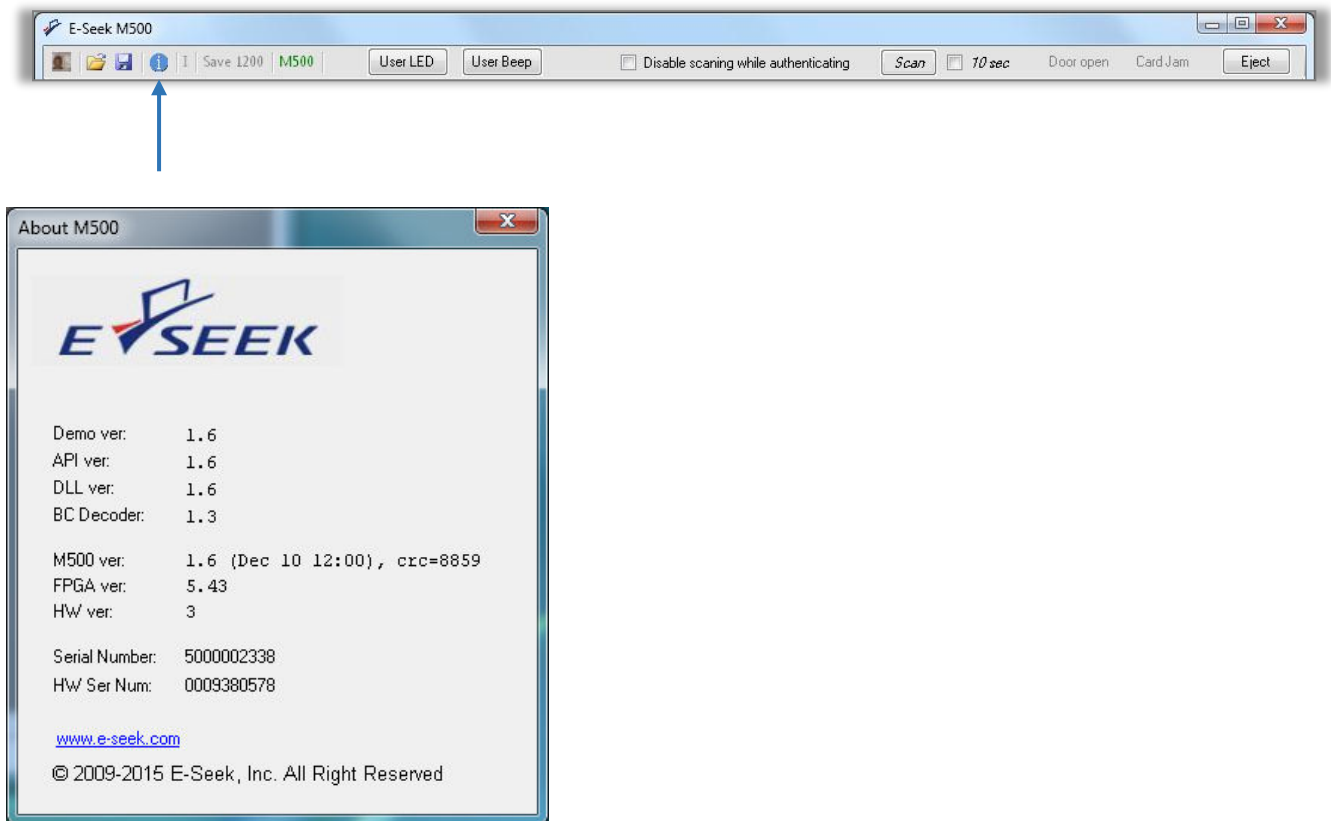 E-Seek M500
I Save 1200 M500 User LED User Beep Disable scaning while authenticating Scan 10 sec Door open Card Jam Eject
About M500
E SEEK
Demo ver: 1.6
API ver: 1.6
DLL ver: 1.6
BC Decoder: 1.3
M500 ver: 1.6 (Dec 10 12:00), crc=8859
FPGA ver: 5.43
HW ver: 3
Serial Number: 5000002338
HW Ser Num: 0009380578
www.e-seek.com
© 2009-2015 E-Seek, Inc. All Right Reserved